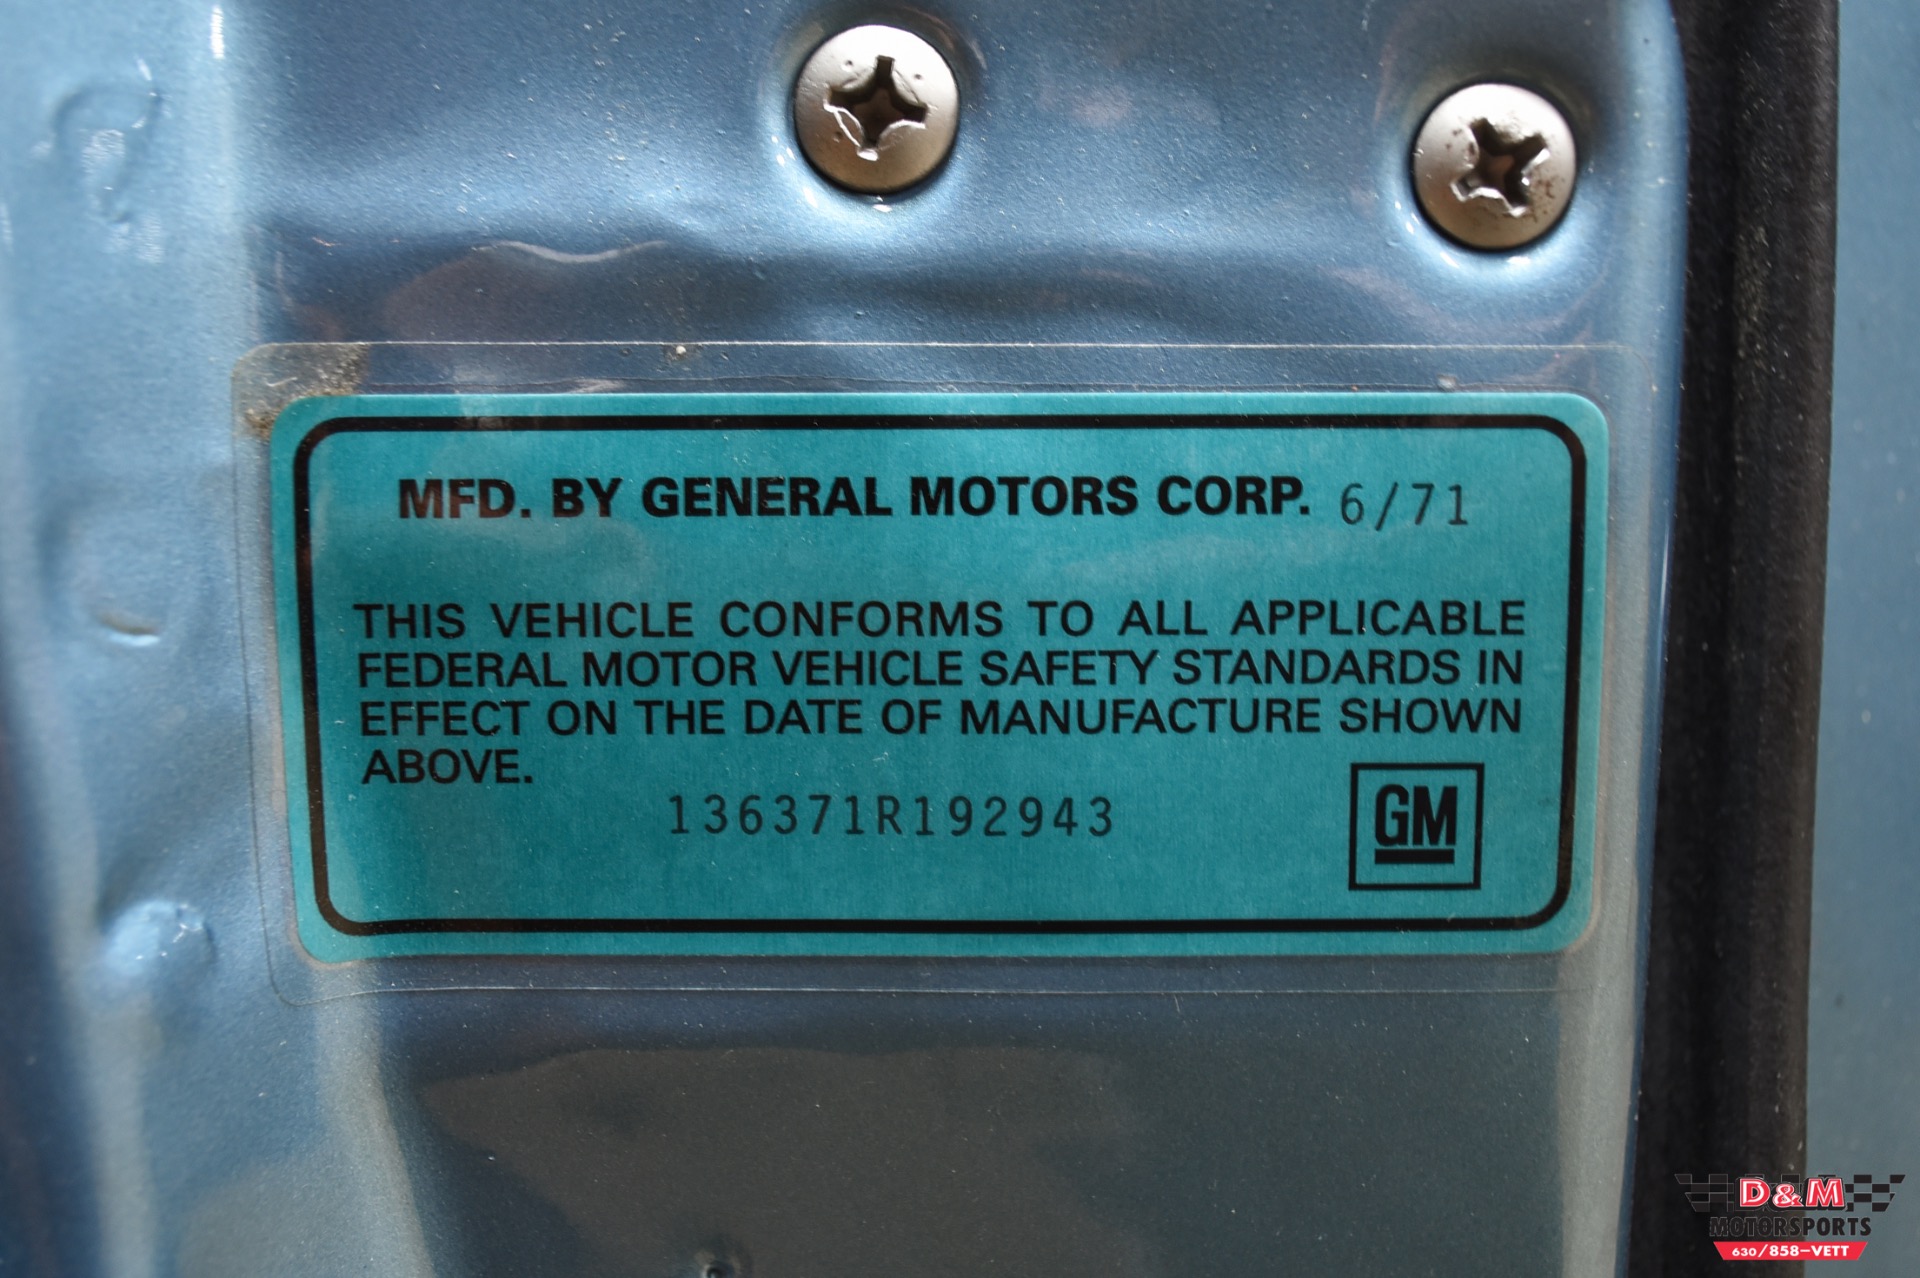 MFD. BY GENERAL MOTORS CORP. 6/71
THIS VEHICLE CONFORMS TO ALL APPLICABLE
FEDERAL MOTOR VEHICLE SAFETY STANDARDS IN
EFFECT ON THE DATE OF MANUFACTURE SHOWN
ABOVE.
136371R192943
GM
D&M
MOTORSPORTS
630/858-VETT